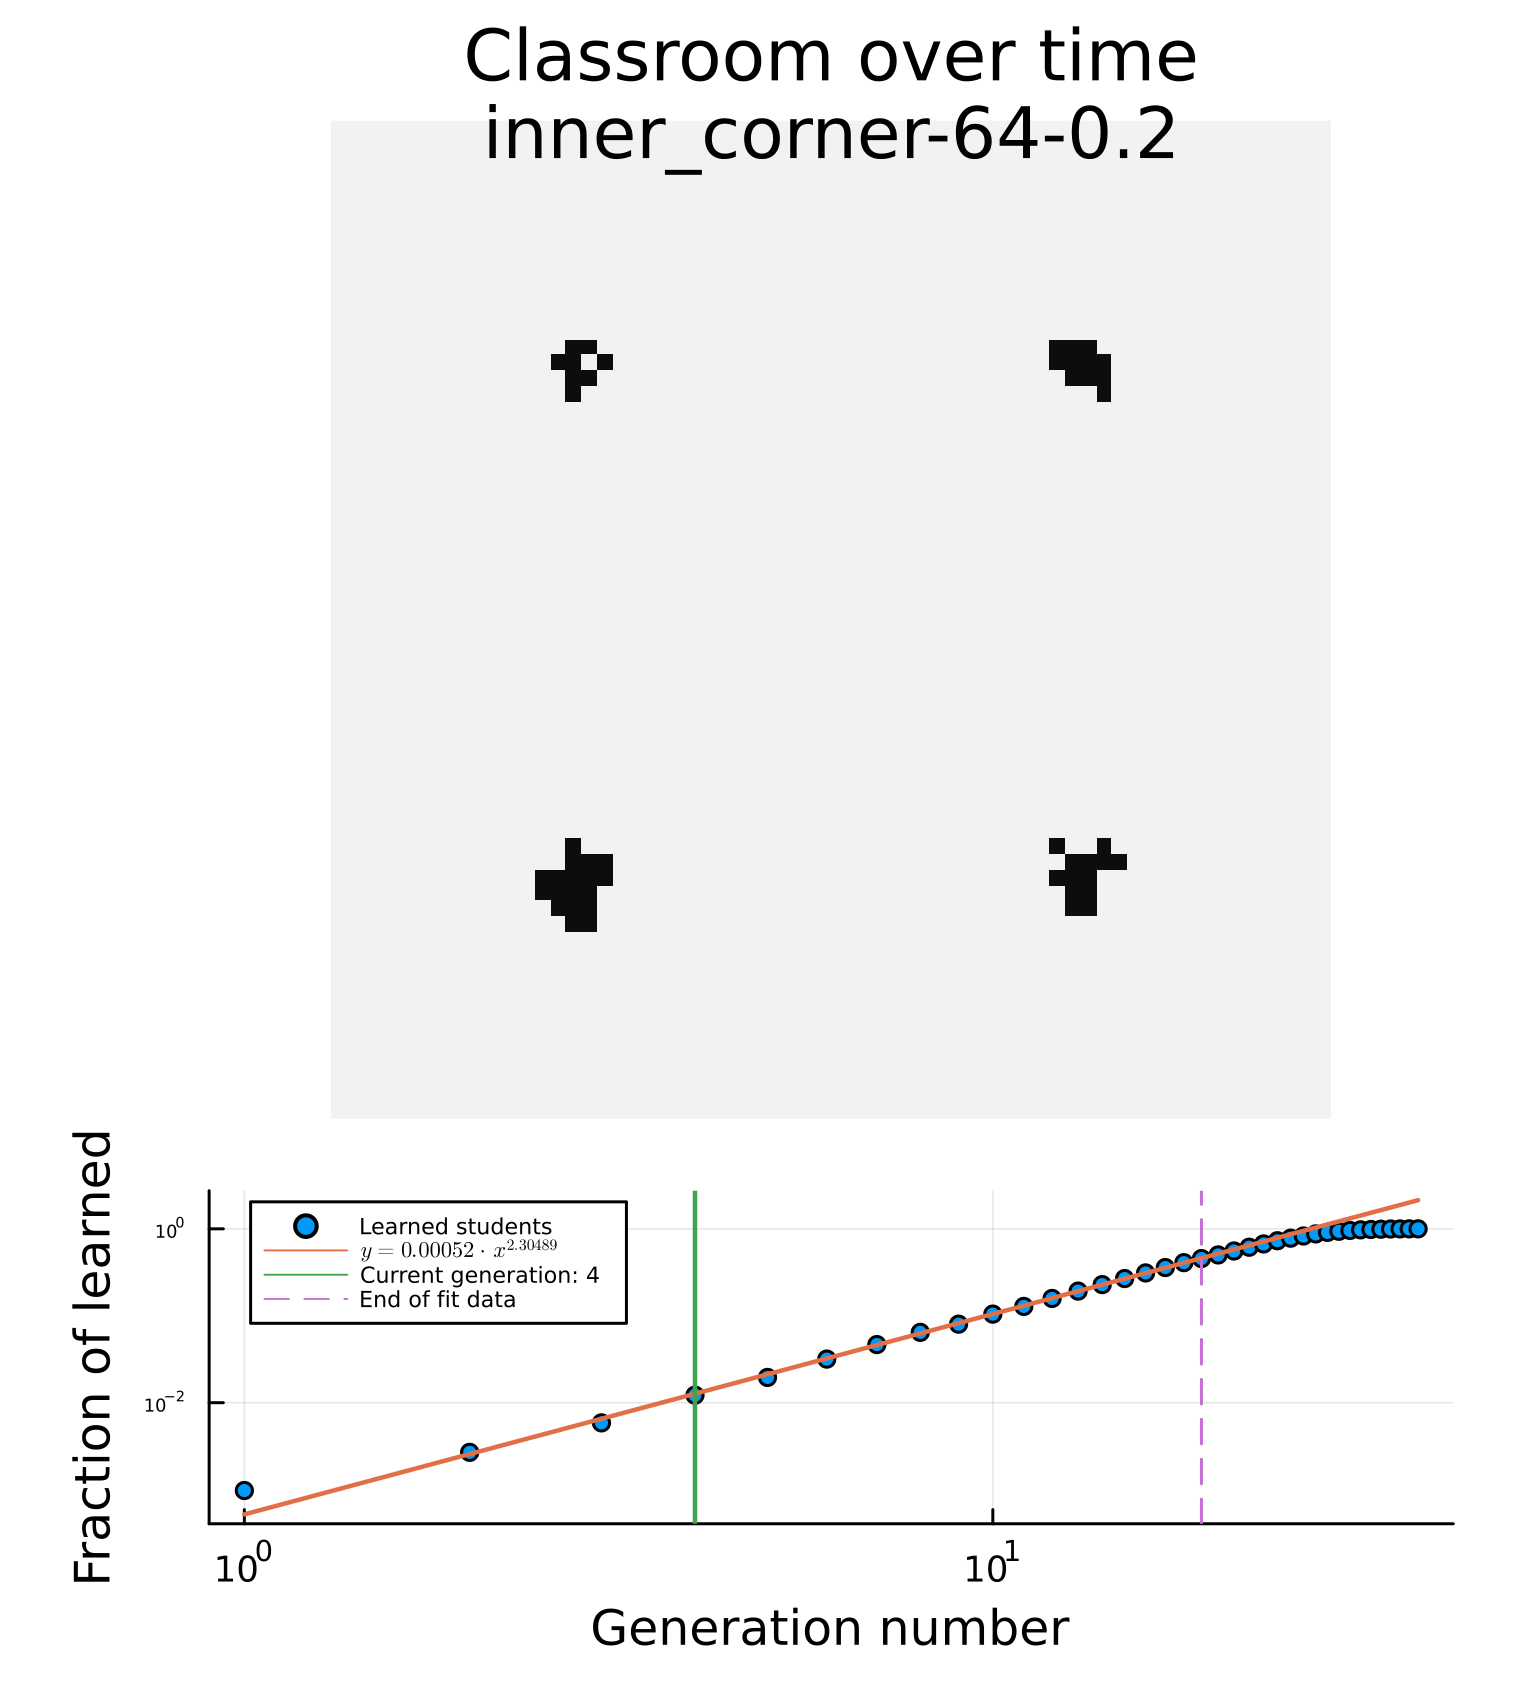 Classroom over time
inner_corner-64-0.2
Fraction of learned
10^0
10^-2
Learned students
y = 0.00052 · x^2.30489
Current generation: 4
End of fit data
10^0
10^1
Generation number